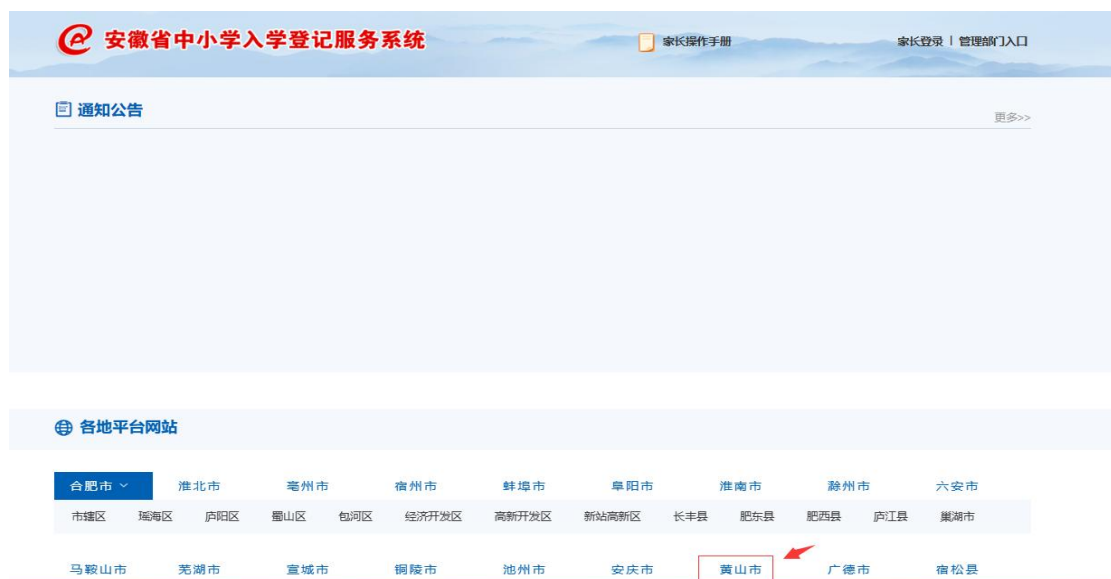 安徽省中小学入学登记服务系统 家长操作手册 家长登录 | 管理部门入口
通知公告 更多>>
各地平台网站
合肥市 淮北市 亳州市 宿州市 蚌埠市 阜阳市 淮南市 滁州市 六安市
市辖区 瑶海区 庐阳区 蜀山区 包河区 经济开发区 高新开发区 新站高新区 长丰县 肥东县 肥西县 庐江县 巢湖市
马鞍山市 芜湖市 宣城市 铜陵市 池州市 安庆市 黄山市 广德市 宿松县